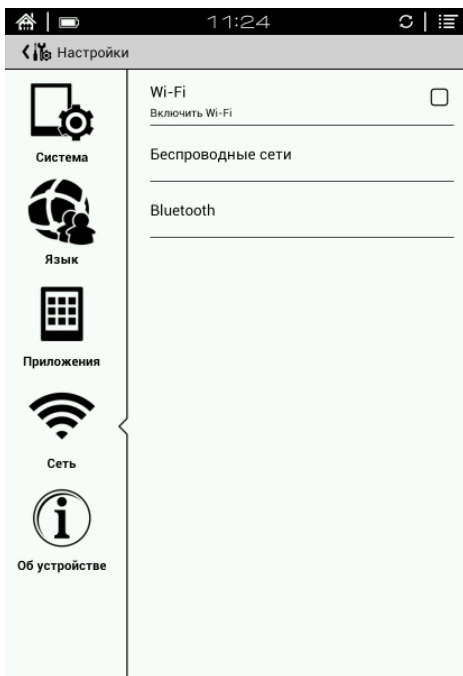 11:24
Настройки
Система
Язык
Приложения
Сеть
Об устройстве
Wi-Fi
Включить Wi-Fi
Беспроводные сети
Bluetooth